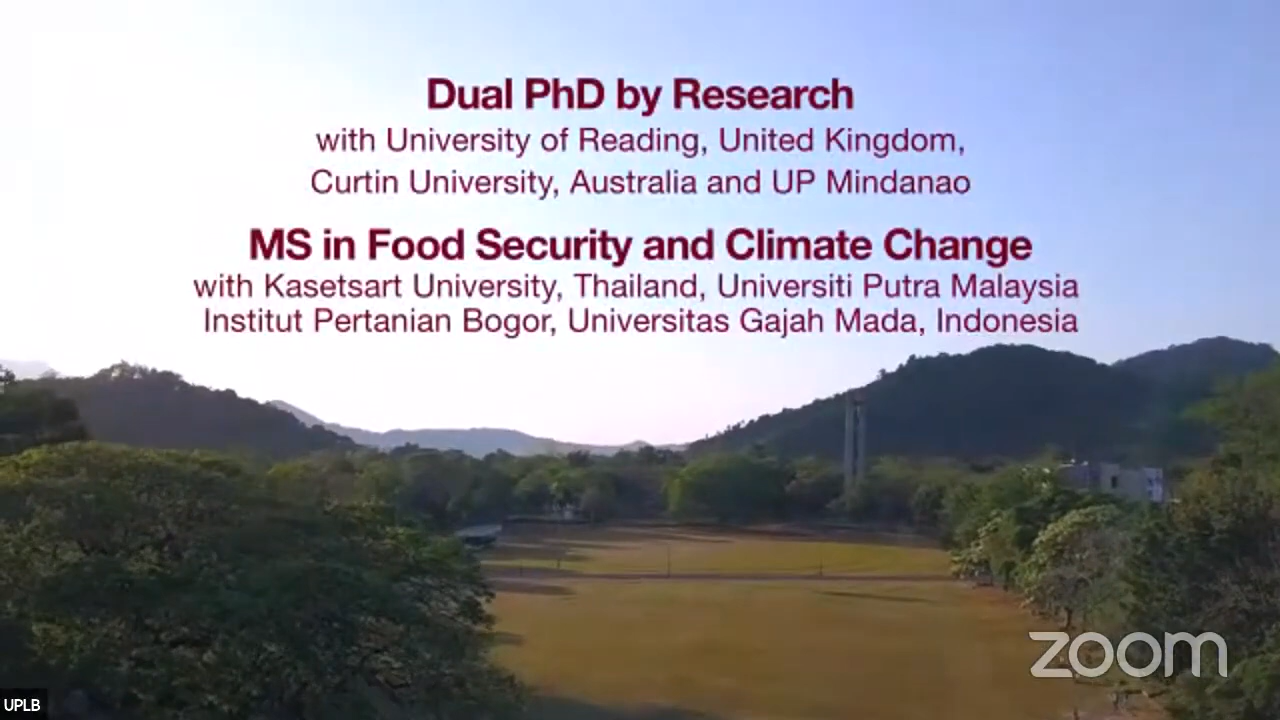 Dual PhD by Research
with University of Reading, United Kingdom,
Curtin University, Australia and UP Mindanao
MS in Food Security and Climate Change
with Kasetsart University, Thailand, Universiti Putra Malaysia
Institut Pertanian Bogor, Universitas Gajah Mada, Indonesia
zoom
UPLB